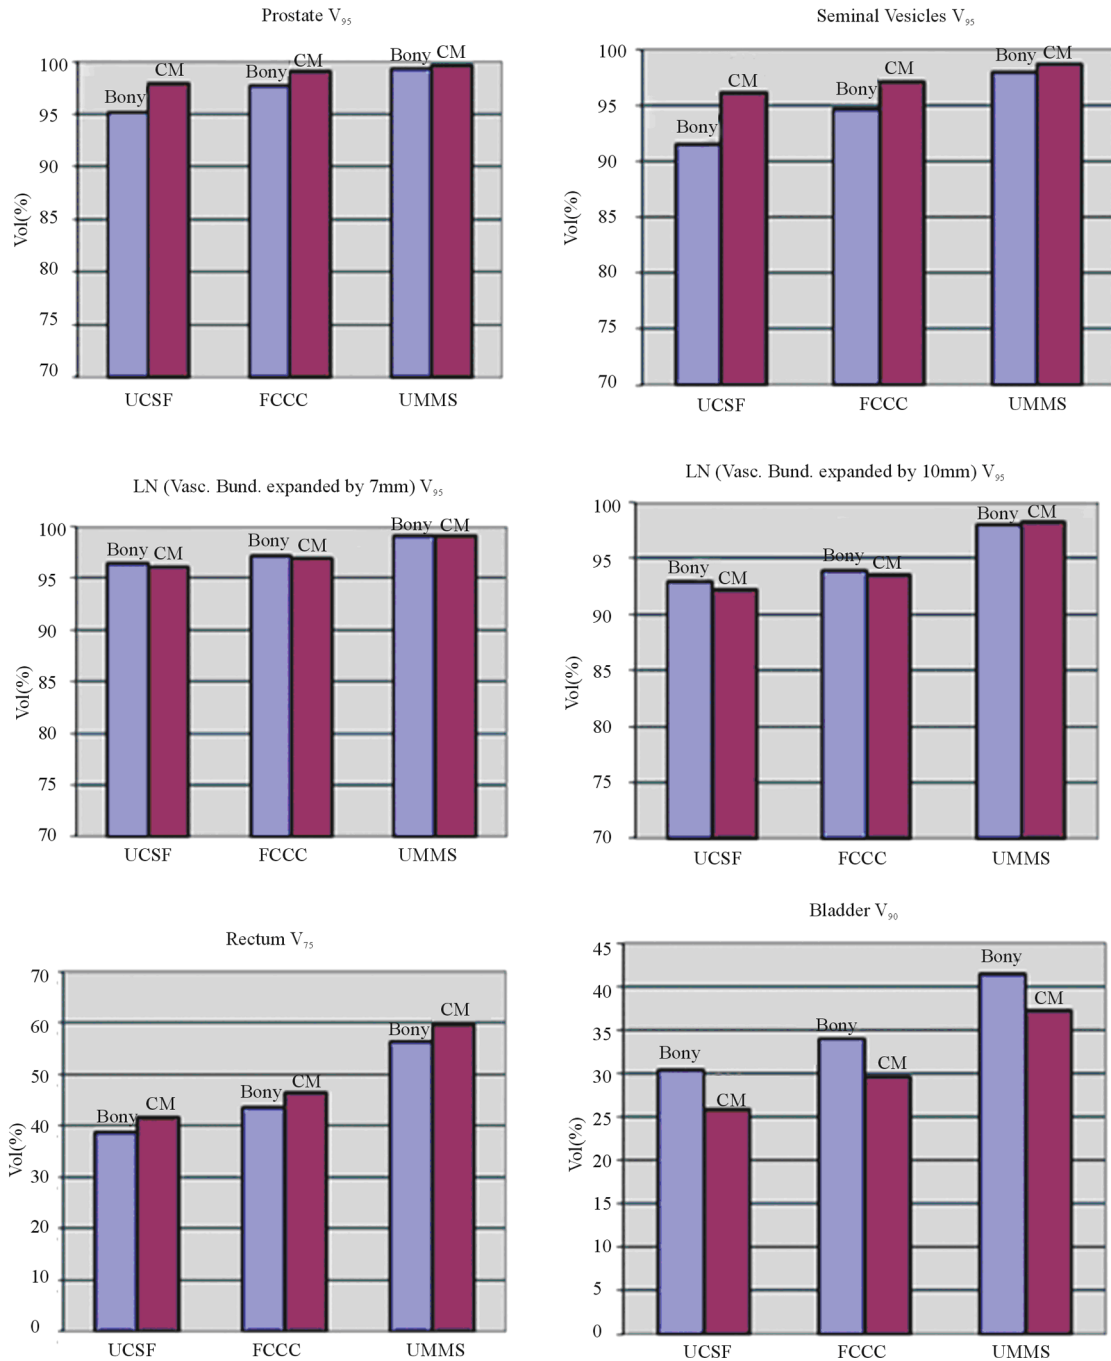 Prostate V95
100
95
90
85
80
75
70
Vol(%)
Bony
CM
Bony
CM
Bony
CM
UCSF
FCCC
UMMS
Seminal Vesicles V95
100
95
90
85
80
75
70
Vol(%)
Bony
CM
Bony
CM
Bony
CM
UCSF
FCCC
UMMS
LN (Vasc. Bund. expanded by 7mm) V95
100
95
90
85
80
75
70
Vol(%)
Bony
CM
Bony
CM
Bony
CM
UCSF
FCCC
UMMS
LN (Vasc. Bund. expanded by 10mm) V95
100
95
90
85
80
75
70
Vol(%)
Bony
CM
Bony
CM
Bony
CM
UCSF
FCCC
UMMS
Rectum V75
70
60
50
40
30
20
10
0
Vol(%)
Bony
CM
Bony
CM
Bony
CM
UCSF
FCCC
UMMS
Bladder V90
45
40
35
30
25
20
15
10
5
0
Vol(%)
Bony
CM
Bony
CM
Bony
CM
UCSF
FCCC
UMMS